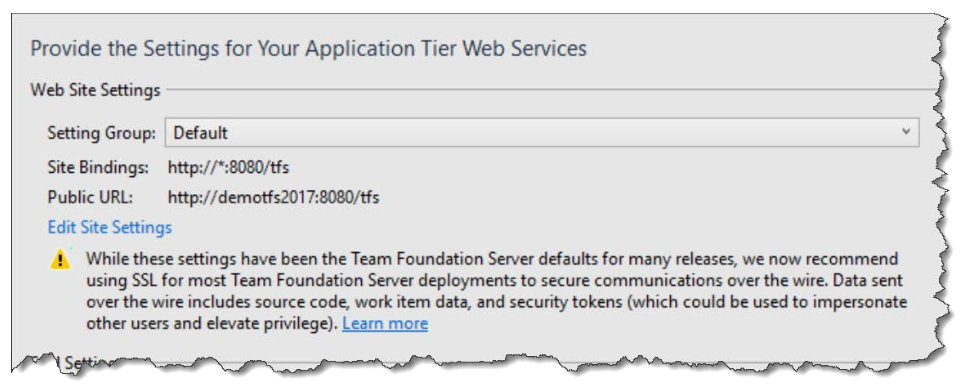 Provide the Settings for Your Application Tier Web Services
Web Site Settings
Setting Group: Default
Site Bindings: http://*:8080/tfs
Public URL: http://demotfs2017:8080/tfs
Edit Site Settings
While these settings have been the Team Foundation Server defaults for many releases, we now recommend
using SSL for most Team Foundation Server deployments to secure communications over the wire. Data sent
over the wire includes source code, work item data, and security tokens (which could be used to impersonate
other users and elevate privilege). Learn more